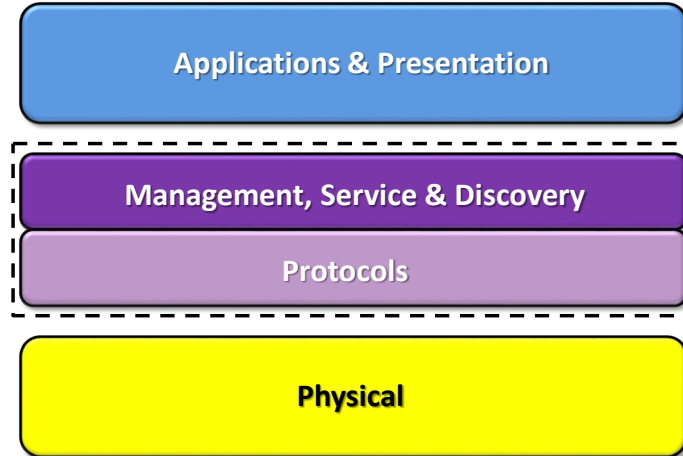 Applications & Presentation
Management, Service & Discovery
Protocols
Physical